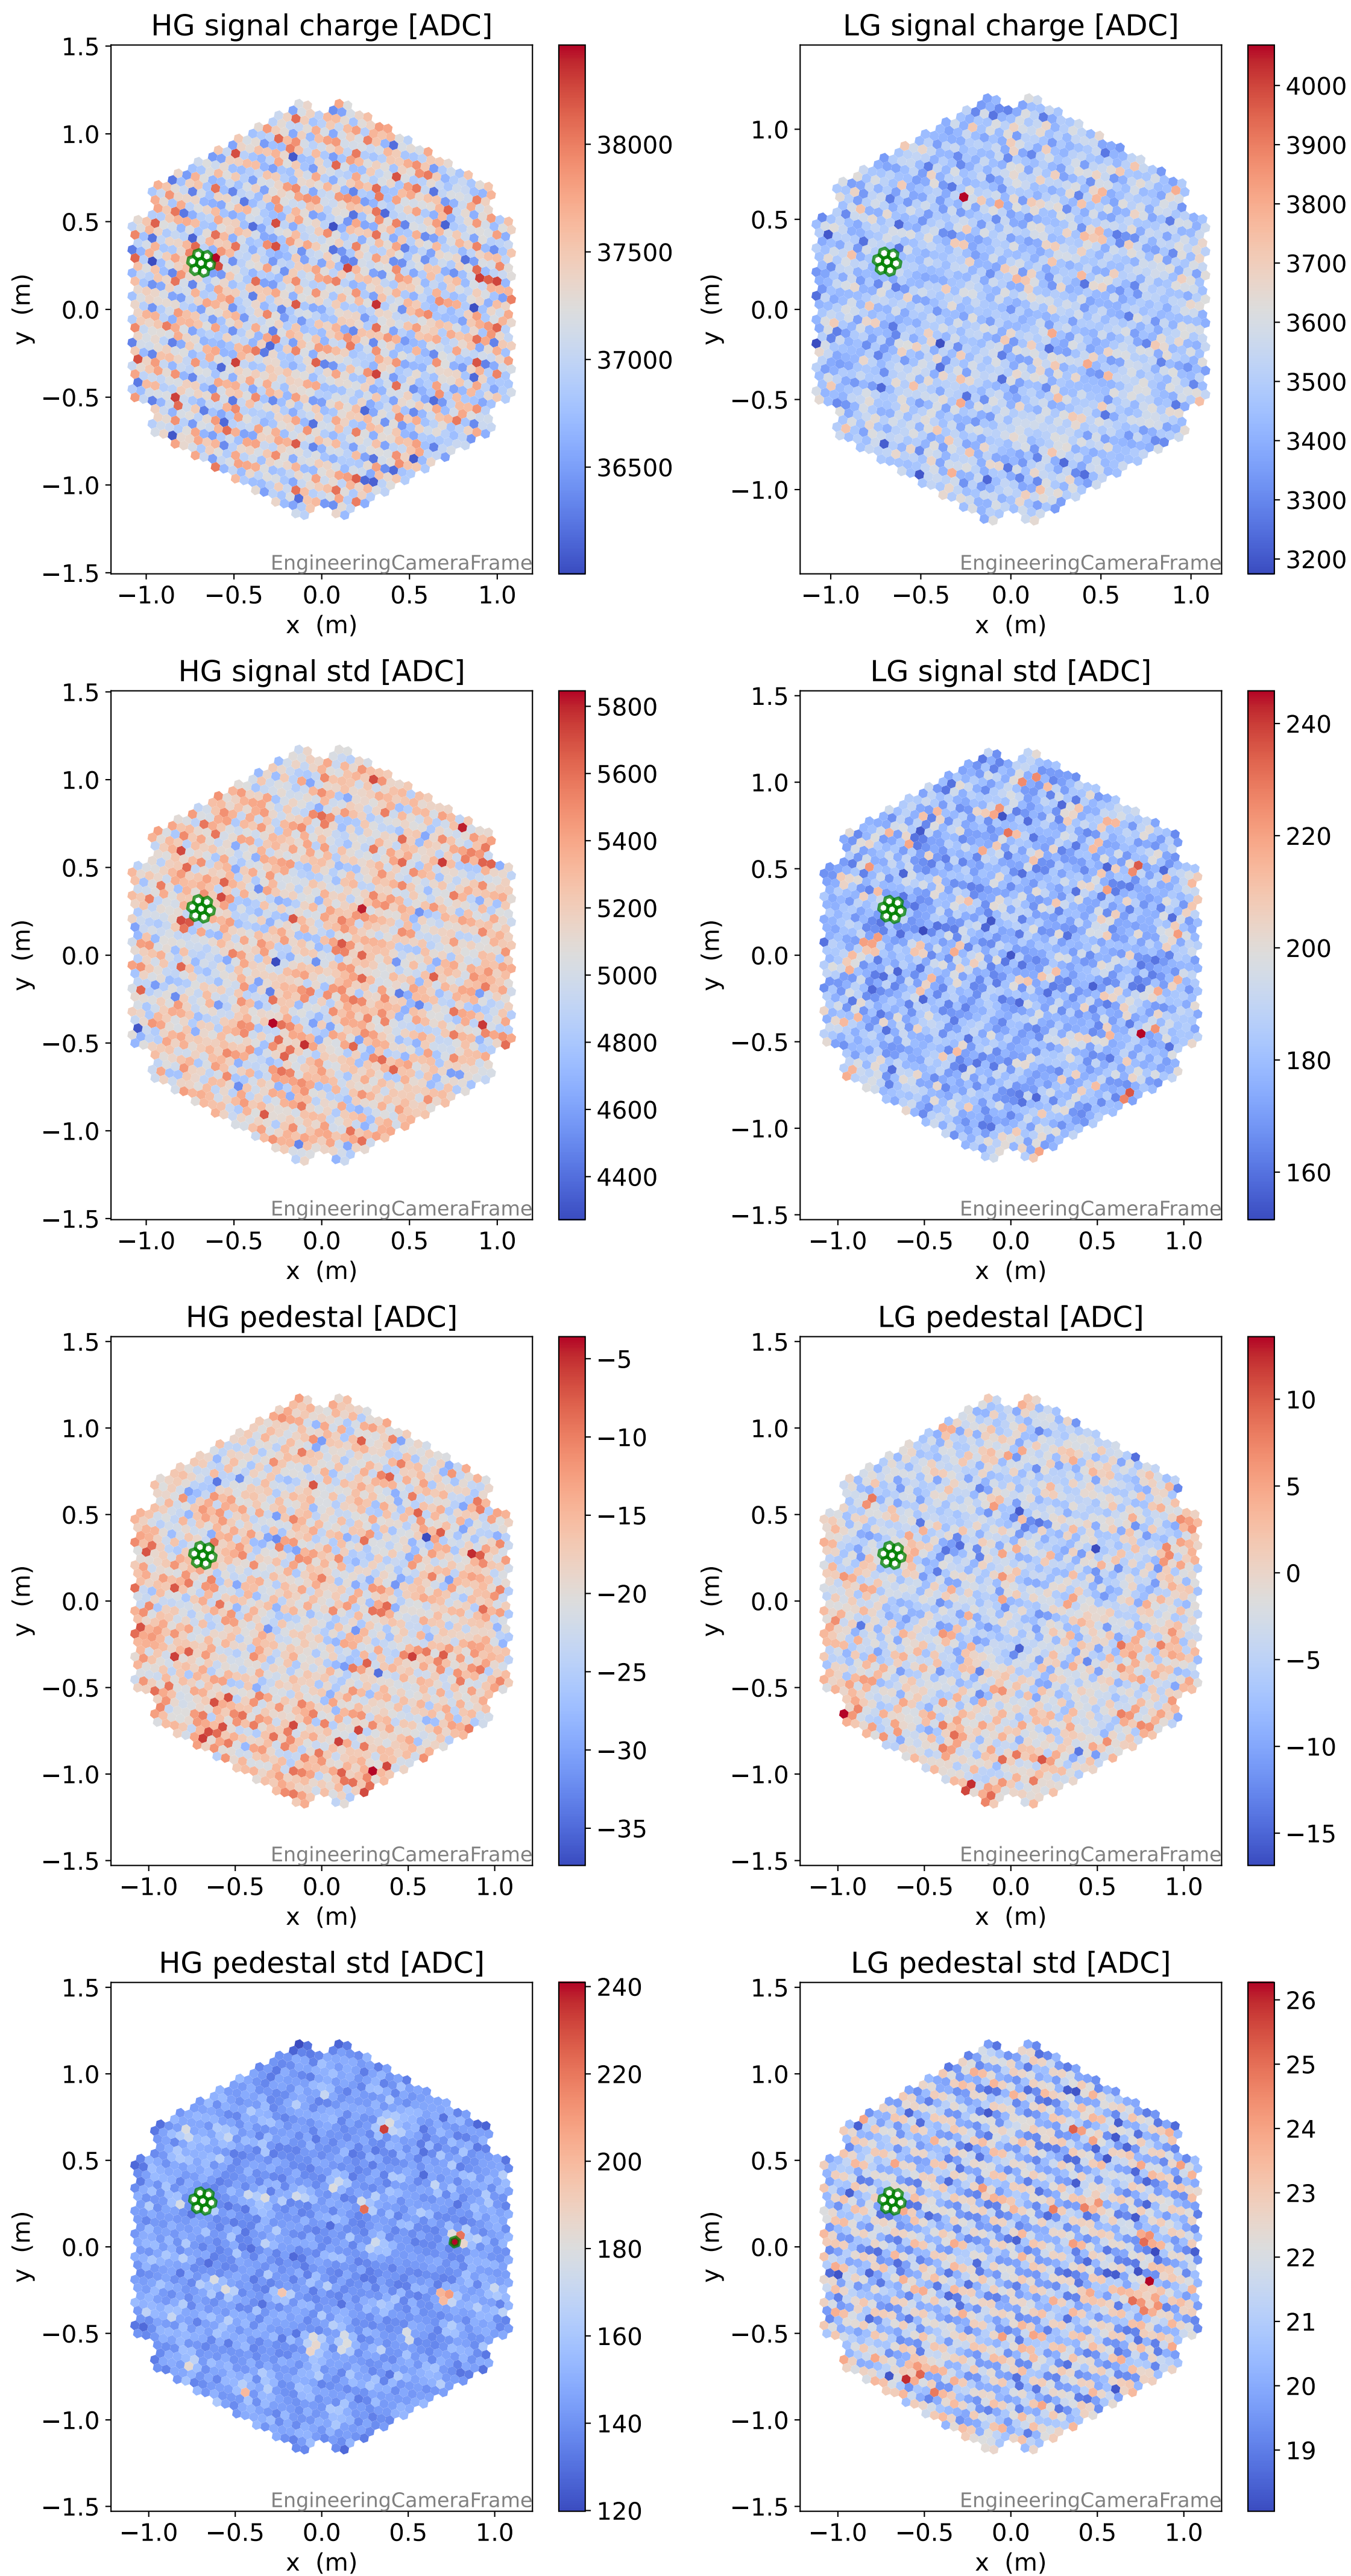 HG signal charge [ADC]
LG signal charge [ADC]
1.5
1.0
0.5
0.0
−0.5
−1.0
−1.5
y (m)
38000
37500
37000
36500
1.0
0.5
0.0
−0.5
−1.0
y (m)
4000
3900
3800
3700
3600
3500
3400
3300
3200
EngineeringCameraFrame
EngineeringCameraFrame
−1.0 −0.5 0.0 0.5 1.0
−1.0 −0.5 0.0 0.5 1.0
x (m)
x (m)
HG signal std [ADC]
LG signal std [ADC]
1.5
1.0
0.5
0.0
−0.5
−1.0
−1.5
y (m)
5800
5600
5400
5200
5000
4800
4600
4400
1.5
1.0
0.5
0.0
−0.5
−1.0
−1.5
y (m)
240
220
200
180
160
EngineeringCameraFrame
EngineeringCameraFrame
−1.0 −0.5 0.0 0.5 1.0
−1.0 −0.5 0.0 0.5 1.0
x (m)
x (m)
HG pedestal [ADC]
LG pedestal [ADC]
1.5
1.0
0.5
0.0
−0.5
−1.0
−1.5
y (m)
−5
−10
−15
−20
−25
−30
−35
1.5
1.0
0.5
0.0
−0.5
−1.0
−1.5
y (m)
10
5
0
−5
−10
−15
EngineeringCameraFrame
EngineeringCameraFrame
−1.0 −0.5 0.0 0.5 1.0
−1.0 −0.5 0.0 0.5 1.0
x (m)
x (m)
HG pedestal std [ADC]
LG pedestal std [ADC]
1.5
1.0
0.5
0.0
−0.5
−1.0
−1.5
y (m)
240
220
200
180
160
140
120
1.5
1.0
0.5
0.0
−0.5
−1.0
−1.5
y (m)
26
25
24
23
22
21
20
19
EngineeringCameraFrame
EngineeringCameraFrame
−1.0 −0.5 0.0 0.5 1.0
−1.0 −0.5 0.0 0.5 1.0
x (m)
x (m)